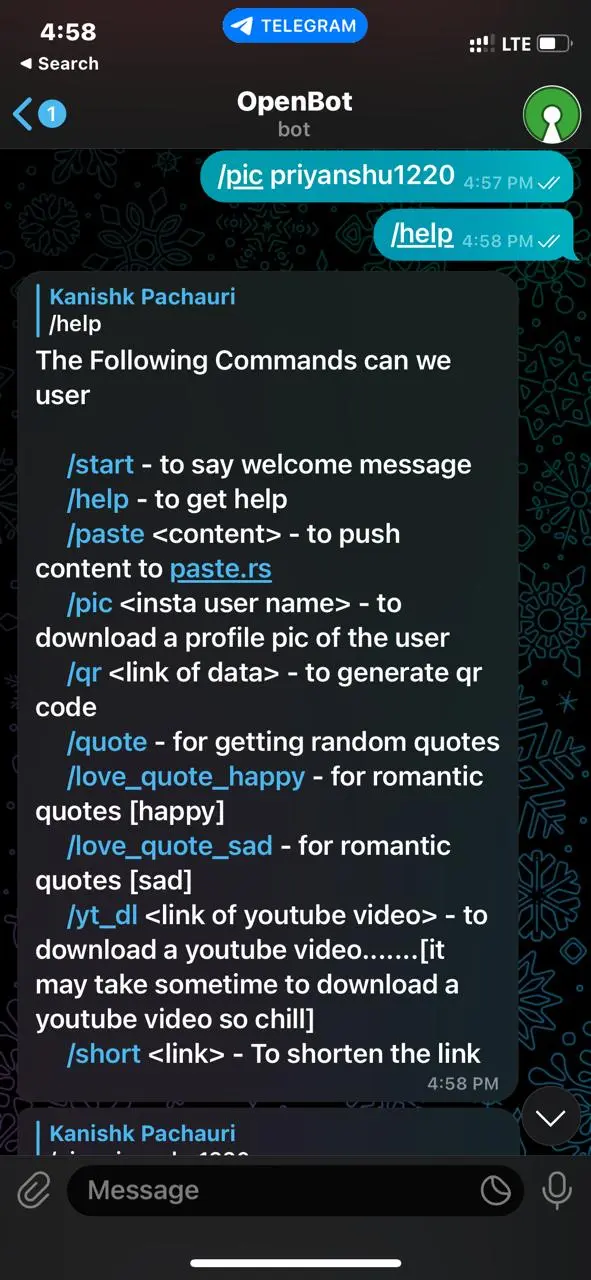 4:58
TELEGRAM
LTE
◀ Search
1
OpenBot
bot
/pic priyanshu1220 4:57 PM
/help 4:58 PM
Kanishk Pachauri
/help
The Following Commands can we
user
/start - to say welcome message
/help - to get help
/paste <content> - to push
content to paste.rs
/pic <insta user name> - to
download a profile pic of the user
/qr <link of data> - to generate qr
code
/quote - for getting random quotes
/love_quote_happy - for romantic
quotes [happy]
/love_quote_sad - for romantic
quotes [sad]
/yt_dl <link of youtube video> - to
download a youtube video.......[it
may take sometime to download a
youtube video so chill]
/short <link> - To shorten the link
4:58 PM
Kanishk Pachauri
Message